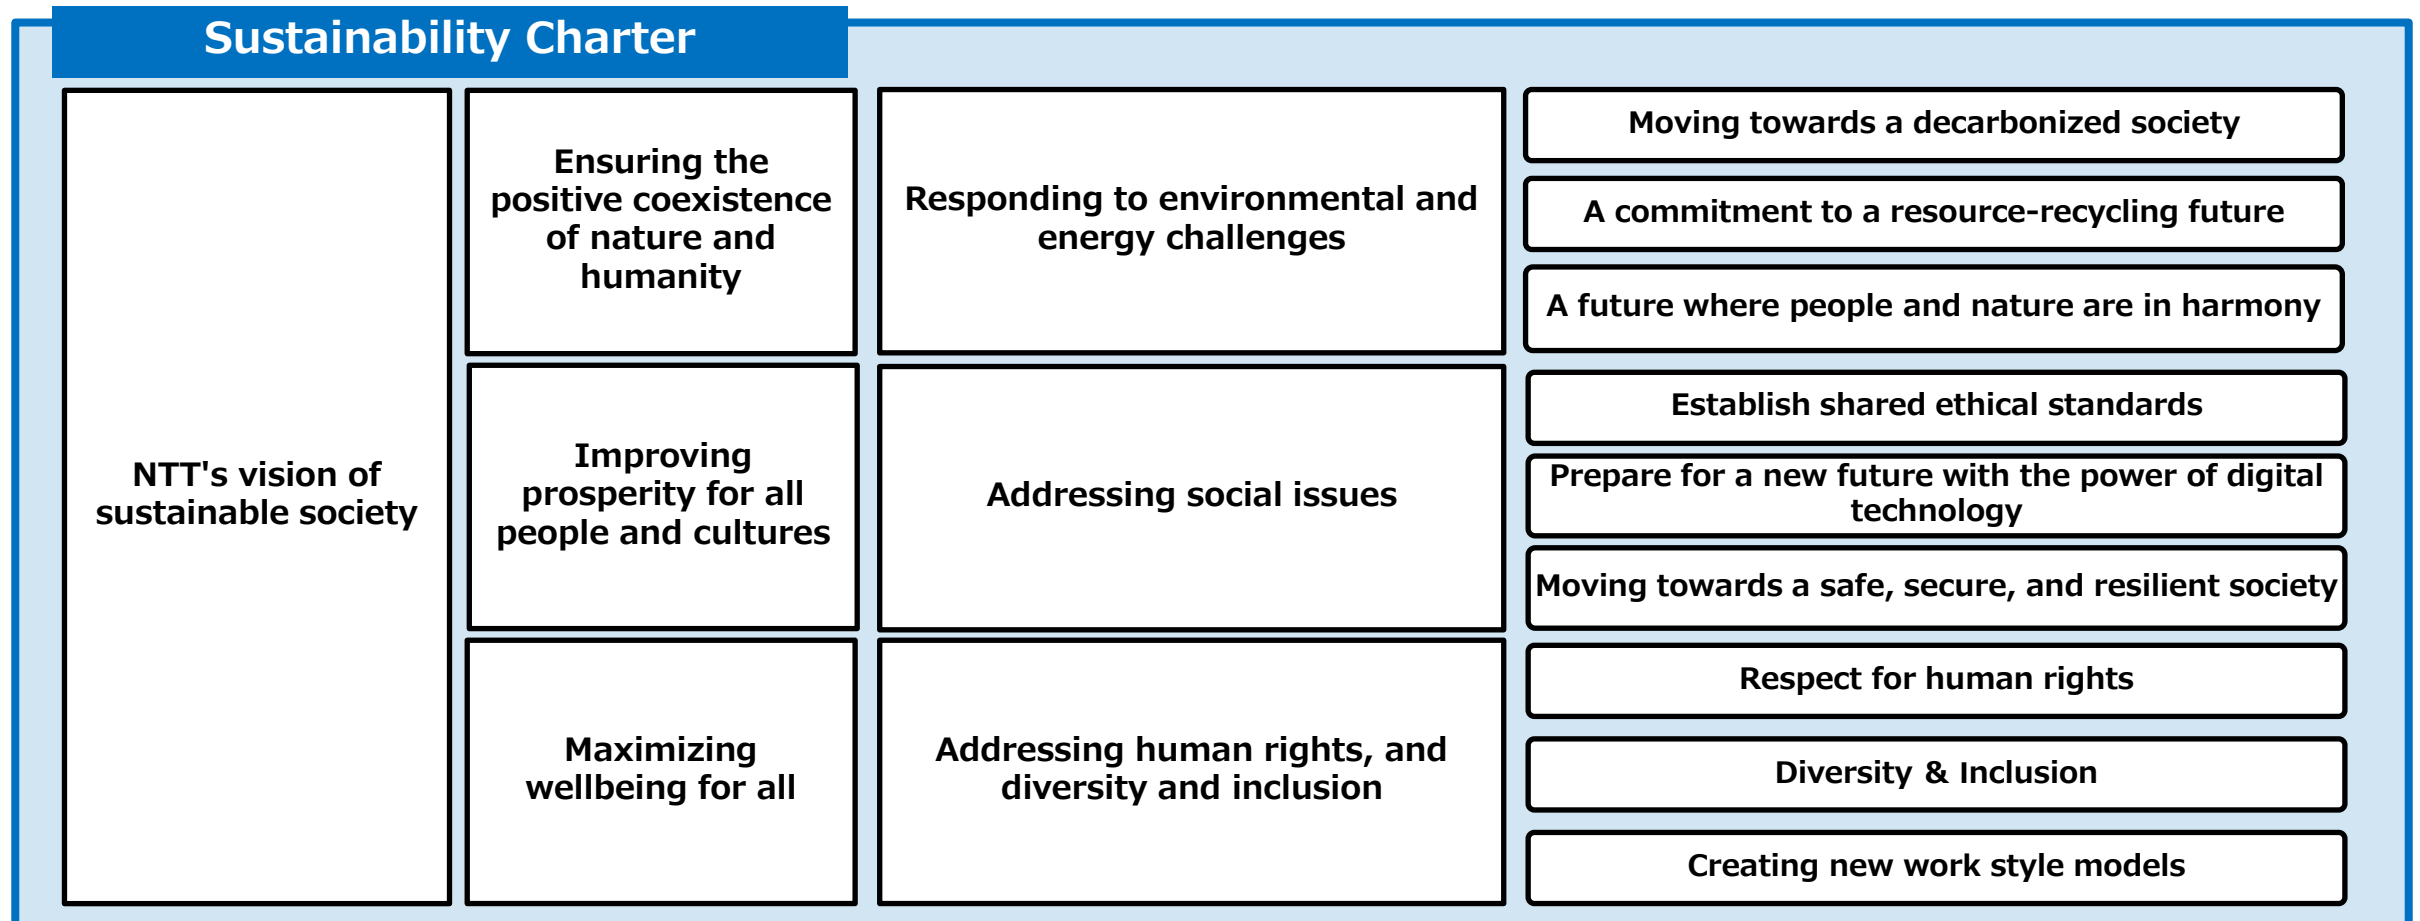 Sustainability Charter
NTT's vision of
sustainable society
Ensuring the
positive coexistence
of nature and
humanity
Responding to environmental and
energy challenges
Moving towards a decarbonized society
A commitment to a resource-recycling future
A future where people and nature are in harmony
Improving
prosperity for all
people and cultures
Addressing social issues
Establish shared ethical standards
Prepare for a new future with the power of digital
technology
Moving towards a safe, secure, and resilient society
Maximizing
wellbeing for all
Addressing human rights, and
diversity and inclusion
Respect for human rights
Diversity & Inclusion
Creating new work style models